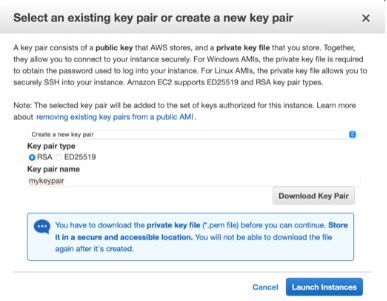 Select an existing key pair or create a new key pair
A key pair consists of a public key that AWS stores, and a private key file that you store. Together,
they allow you to connect to your instance securely. For Windows AMIs, the private key file is required
to obtain the password used to log into your instance. For Linux AMIs, the private key file allows you to
securely SSH into your instance. Amazon EC2 supports ED25519 and RSA key pair types.
Note: The selected key pair will be added to the set of keys authorized for this instance. Learn more
about removing existing key pairs from a public AMI.
Create a new key pair
Key pair type
RSA ED25519
Key pair name
mykeypair
Download Key Pair
You have to download the private key file (*.pem file) before you can continue. Store
it in a secure and accessible location. You will not be able to download the file
again after it's created.
Cancel Launch Instances